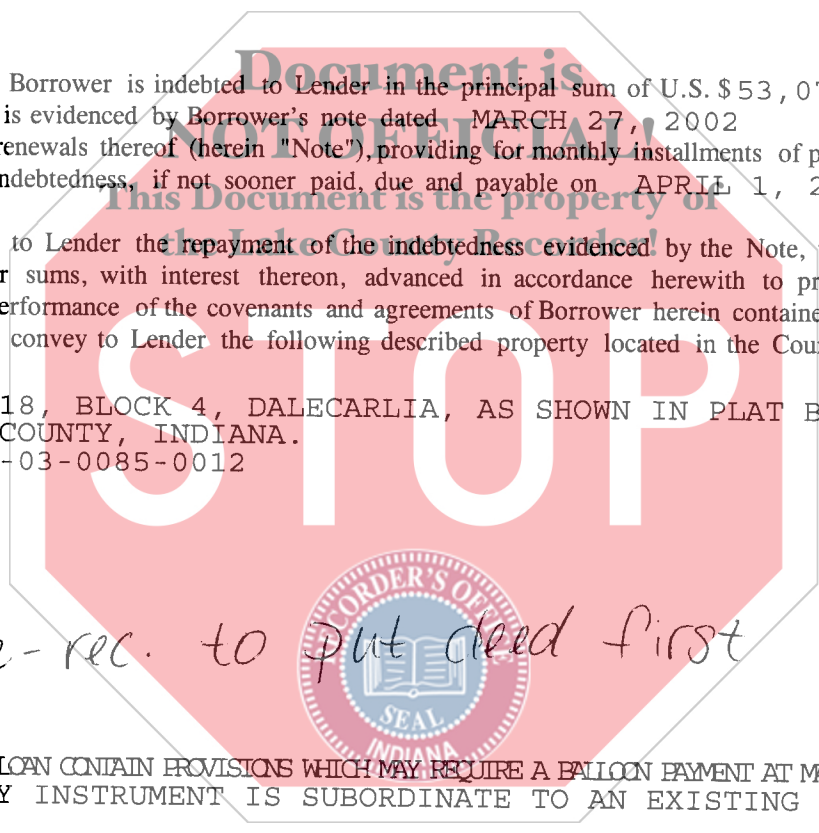 Document is
Borrower is indebted to Lender in the principal sum of U.S. $53,07
is evidenced by Borrower's note dated MARCH 27, 2002
NOT OFFICIAL!
renewals thereof (herein "Note"), providing for monthly installments of p
ndebtedness, if not sooner paid, due and payable on APRIL 1, 2
This Document is the property of
to Lender the repayment of the indebtedness evidenced by the Note,
the Lake County Recorder!
r sums, with interest thereon, advanced in accordance herewith to pr
erformance of the covenants and agreements of Borrower herein containe
convey to Lender the following described property located in the Cou
STOP
18, BLOCK 4, DALECARLIA, AS SHOWN IN PLAT B
COUNTY, INDIANA.
-03-0085-0012
RECORDER'S OFFICE
e-rec. to put deed first
SEAL
INDIANA
LOAN CONTAIN PROVISIONS WHICH MAY REQUIRE A BALLOON PAYMENT AT M
Y INSTRUMENT IS SUBORDINATE TO AN EXISTING